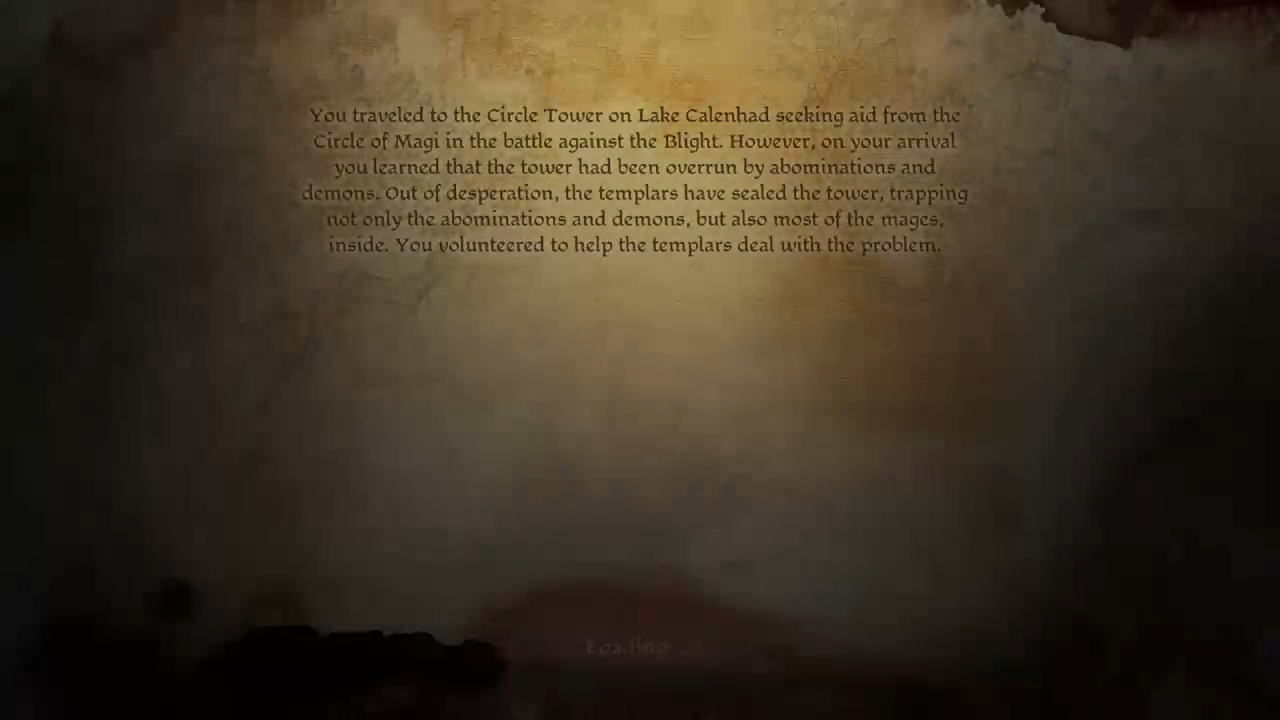 You traveled to the Circle Tower on Lake Calenhad seeking aid from the
Circle of Magi in the battle against the Blight. However, on your arrival
you learned that the tower had been overrun by abominations and
demons. Out of desperation, the templars have sealed the tower, trapping
not only the abominations and demons, but also most of the mages,
inside. You volunteered to help the templars deal with the problem.
Loading ...